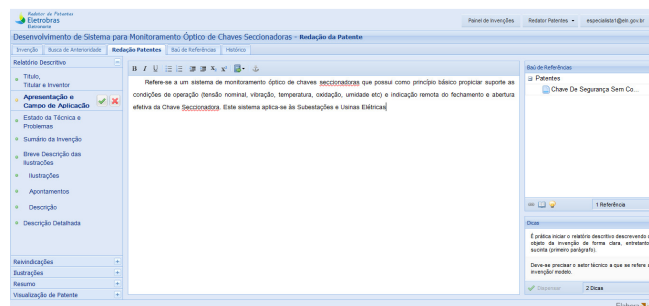 Redator de Patentes
Eletrobras
Eletronorte
Painel de Invenções
Redator Patentes
especialista1@eln.gov.br
Desenvolvimento de Sistema para Monitoramento Óptico de Chaves Seccionadoras - Redação da Patente
Invenção
Busca de Anterioridade
Redação Patentes
Baú de Referências
Histórico
Relatório Descritivo
Título,
Titular e Inventor
Apresentação e
Campo de Aplicação
Estado da Técnica e
Problemas
Sumário da Invenção
Breve Descrição das
Ilustrações
Ilustrações
Apontamentos
Descrição
Descrição Detalhada
Reivindicações
Ilustrações
Resumo
Visualização de Patente
B I U X₂ x²
Refere-se a um sistema de monitoramento óptico de chaves seccionadoras que possui como princípio básico propiciar suporte as
condições de operação (tensão nominal, vibração, temperatura, oxidação, umidade etc) e indicação remota do fechamento e abertura
efetiva da Chave Seccionadora. Este sistema aplica-se às Subestações e Usinas Elétricas
Baú de Referências
Patentes
Chave De Segurança Sem Co...
1 Referência
Dicas
É prática iniciar o relatório descritivo descrevendo o
objeto da invenção de forma clara, entretanto
sucinta (primeiro parágrafo).
Deve-se precisar o setor técnico a que se refere a
invenção/ modelo.
Dispensar
2 Dicas